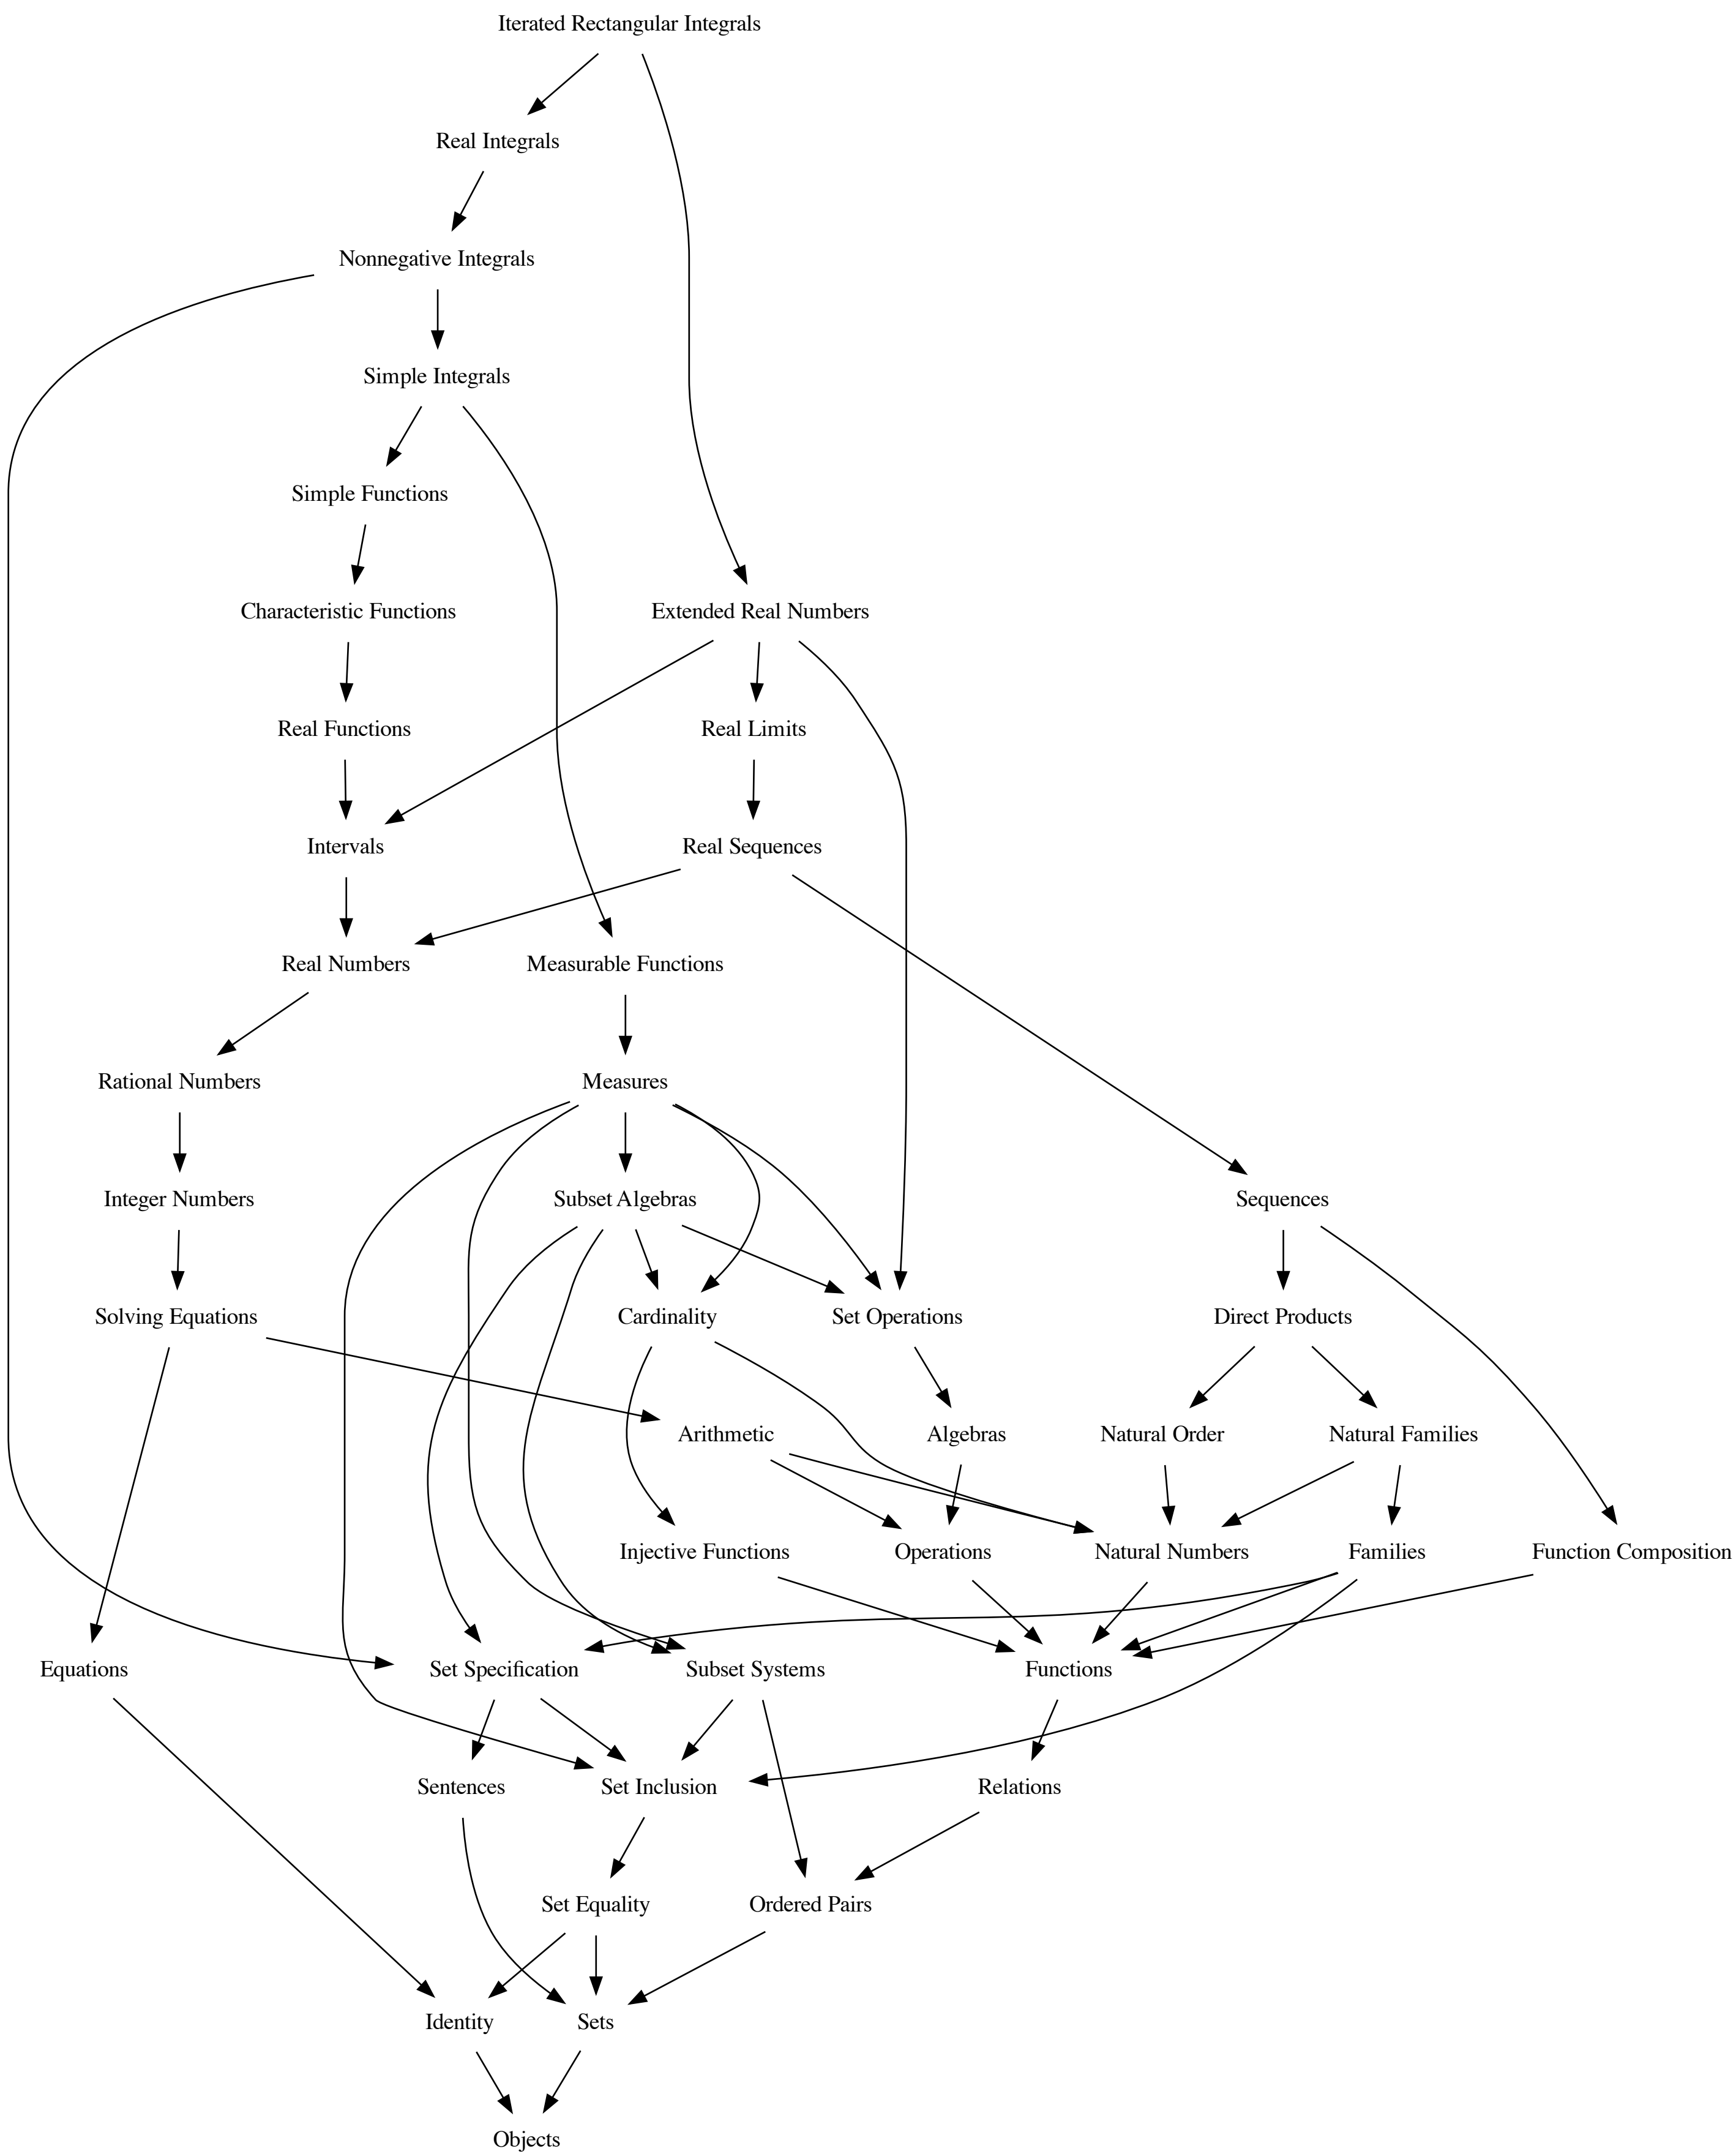 Iterated Rectangular Integrals
Real Integrals
Nonnegative Integrals
Simple Integrals
Simple Functions
Characteristic Functions
Extended Real Numbers
Real Functions
Real Limits
Intervals
Real Sequences
Real Numbers
Measurable Functions
Rational Numbers
Measures
Integer Numbers
Subset Algebras
Sequences
Solving Equations
Cardinality
Set Operations
Direct Products
Arithmetic
Algebras
Natural Order
Natural Families
Injective Functions
Operations
Natural Numbers
Families
Function Composition
Equations
Set Specification
Subset Systems
Functions
Sentences
Set Inclusion
Relations
Set Equality
Ordered Pairs
Identity
Sets
Objects